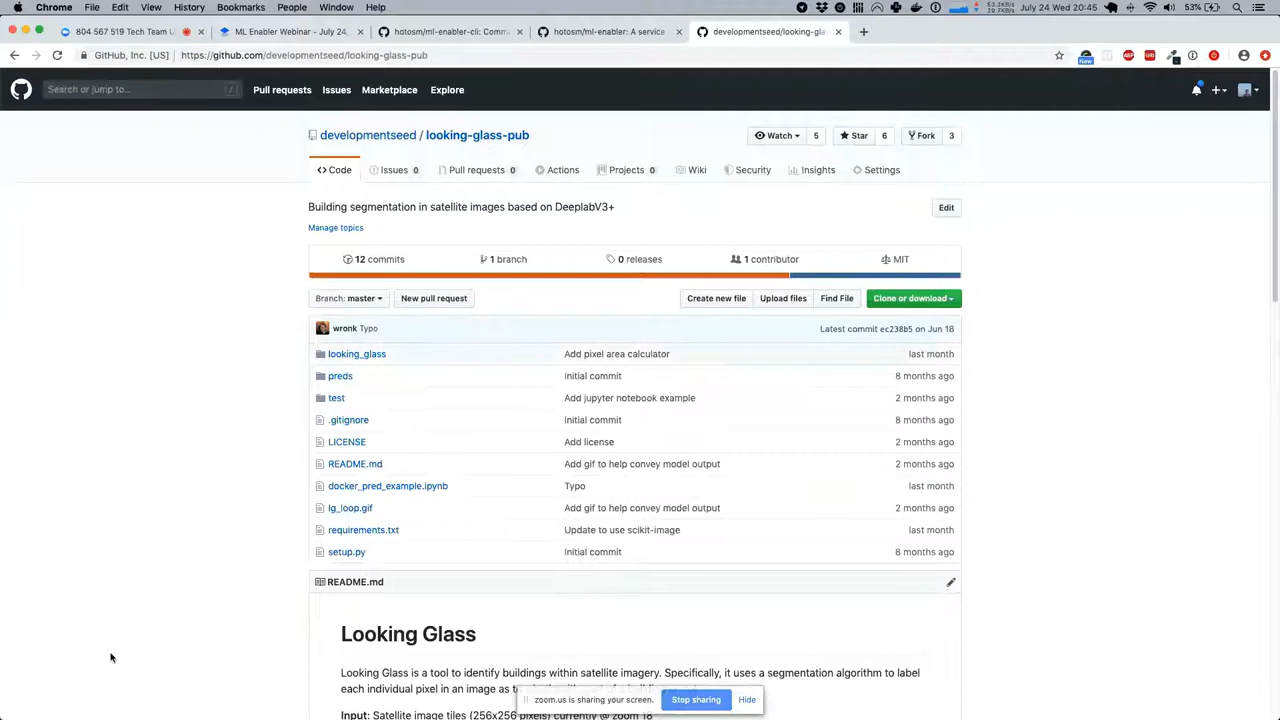 Chrome File Edit View History Bookmarks People Window Help 53.2KB/s 29.7KB/s July 24 Wed 20:45 53%
804 567 519 Tech Team U ML Enabler Webinar - July 24, hotosm/ml-enabler-cli: Comma hotosm/ml-enabler: A service developmentseed/looking-glas
GitHub, Inc. [US] https://github.com/developmentseed/looking-glass-pub New ABP
Search or jump to... / Pull requests Issues Marketplace Explore
developmentseed / looking-glass-pub Watch 5 Star 6 Fork 3
Code Issues 0 Pull requests 0 Actions Projects 0 Wiki Security Insights Settings
Building segmentation in satellite images based on DeeplabV3+ Edit
Manage topics
12 commits 1 branch 0 releases 1 contributor MIT
Branch: master New pull request Create new file Upload files Find File Clone or download
wronk Typo Latest commit ec238b5 on Jun 18
looking_glass Add pixel area calculator last month
preds Initial commit 8 months ago
test Add jupyter notebook example 2 months ago
.gitignore Initial commit 8 months ago
LICENSE Add license 2 months ago
README.md Add gif to help convey model output 2 months ago
docker_pred_example.ipynb Typo last month
lg_loop.gif Add gif to help convey model output 2 months ago
requirements.txt Update to use scikit-image last month
setup.py Initial commit 8 months ago
README.md
Looking Glass
Looking Glass is a tool to identify buildings within satellite imagery. Specifically, it uses a segmentation algorithm to label
each individual pixel in an image as
zoom.us is sharing your screen. Stop sharing Hide
Input: Satellite image tiles (256x256 pixels) currently @ zoom 18